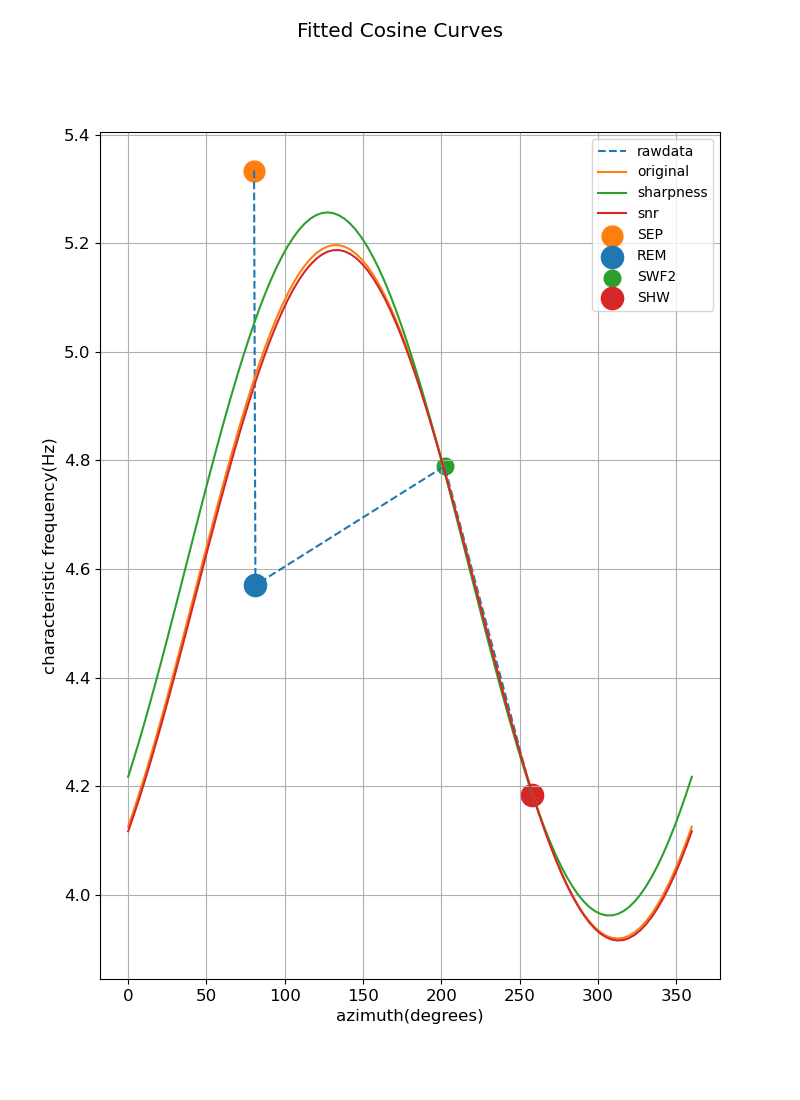 Fitted Cosine Curves
5.4
5.2
5.0
4.8
4.6
4.4
4.2
4.0
characteristic frequency(Hz)
rawdata
original
sharpness
snr
SEP
REM
SWF2
SHW
0 50 100 150 200 250 300 350
azimuth(degrees)